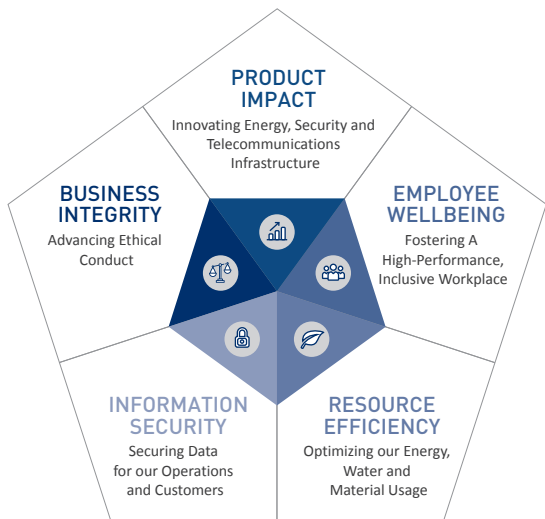 PRODUCT
IMPACT
Innovating Energy, Security and
Telecommunications
Infrastructure
BUSINESS
INTEGRITY
Advancing Ethical
Conduct
EMPLOYEE
WELLBEING
Fostering A
High-Performance,
Inclusive Workplace
INFORMATION
SECURITY
Securing Data
for our Operations
and Customers
RESOURCE
EFFICIENCY
Optimizing our Energy,
Water and
Material Usage